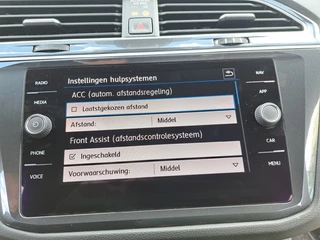 Instellingen hulpsystemen
ACC (autom. afstandsregeling)
Laatstgekozen afstand
Afstand: Middel
Front Assist (afstandscontrolesysteem)
Ingeschakeld
Voorwaarschuwing: Middel
RADIO
MEDIA
PHONE
VOICE
NAV
APP
CAR
MENU